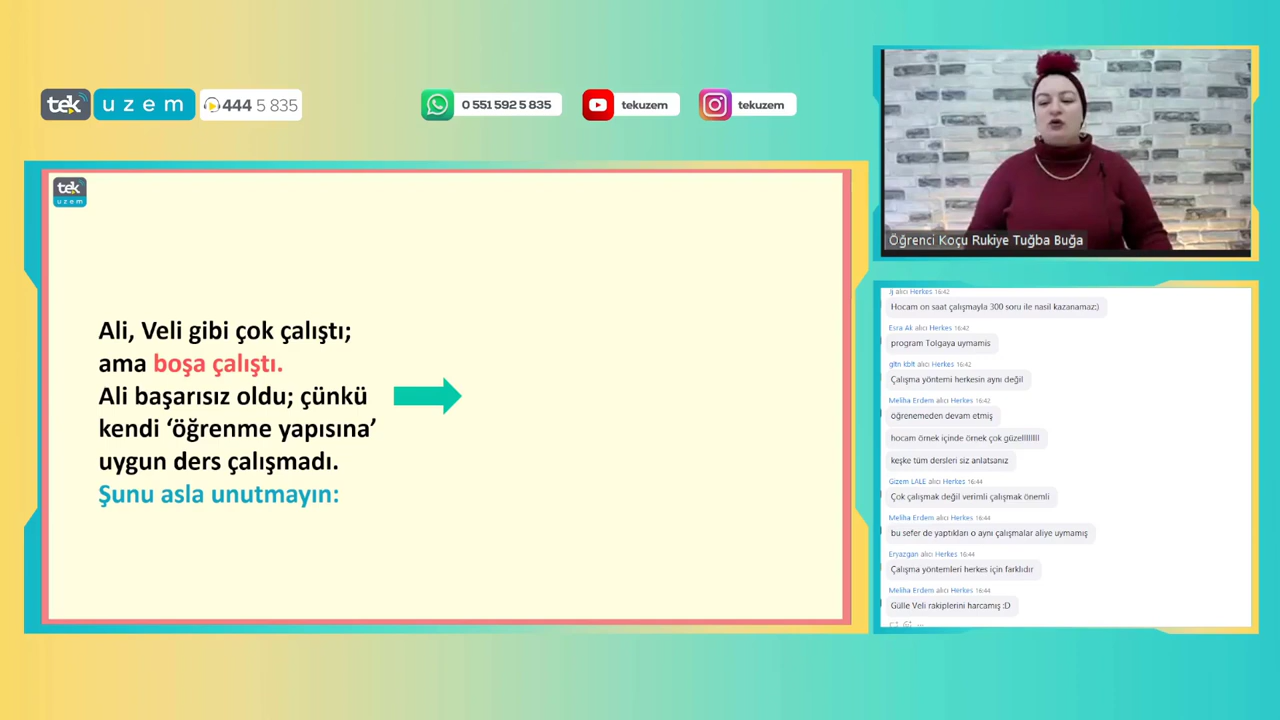 tek uzem 444 5 835
0 551 592 5 835
tekuzem
tekuzem
tek
uzem
Ali, Veli gibi çok çalıştı;
ama boşa çalıştı.
Ali başarısız oldu; çünkü
kendi ‘öğrenme yapısına’
uygun ders çalışmadı.
Şunu asla unutmayın:
Öğrenci Koçu Rukiye Tuğba Buğa
alıcı Herkes 16:42
Hocam on saat çalışmayla 300 soru ile nasil kazanamaz:)
Esra Ak alıcı Herkes 16:42
program Tolgaya uymamis
gltn kblt alıcı Herkes 16:42
Çalışma yöntemi herkesin aynı değil
Meliha Erdem alıcı Herkes 16:42
öğrenemeden devam etmiş
hocam örnek içinde örnek çok güzelllllllll
keşke tüm dersleri siz anlatsanız
Gizem LALE alıcı Herkes 16:44
Çok çalışmak değil verimli çalışmak önemli
Meliha Erdem alıcı Herkes 16:44
bu sefer de yaptıkları o aynı çalışmalar aliye uymamış
Eryazgan alıcı Herkes 16:44
Çalışma yöntemleri herkes için farklıdır
Meliha Erdem alıcı Herkes 16:44
Gülle Veli rakiplerini harcamış :D